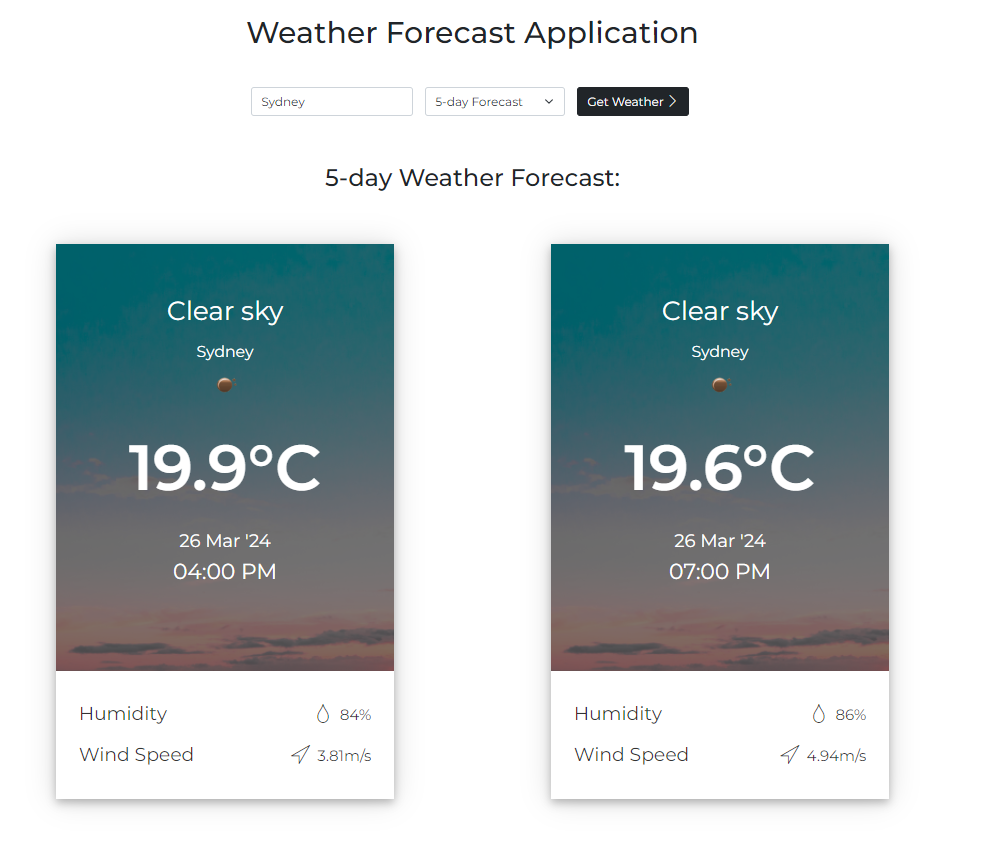 Weather Forecast Application
Sydney
5-day Forecast
Get Weather
5-day Weather Forecast:
Clear sky
Sydney
19.9°C
26 Mar '24
04:00 PM
Humidity 84%
Wind Speed 3.81m/s
Clear sky
Sydney
19.6°C
26 Mar '24
07:00 PM
Humidity 86%
Wind Speed 4.94m/s